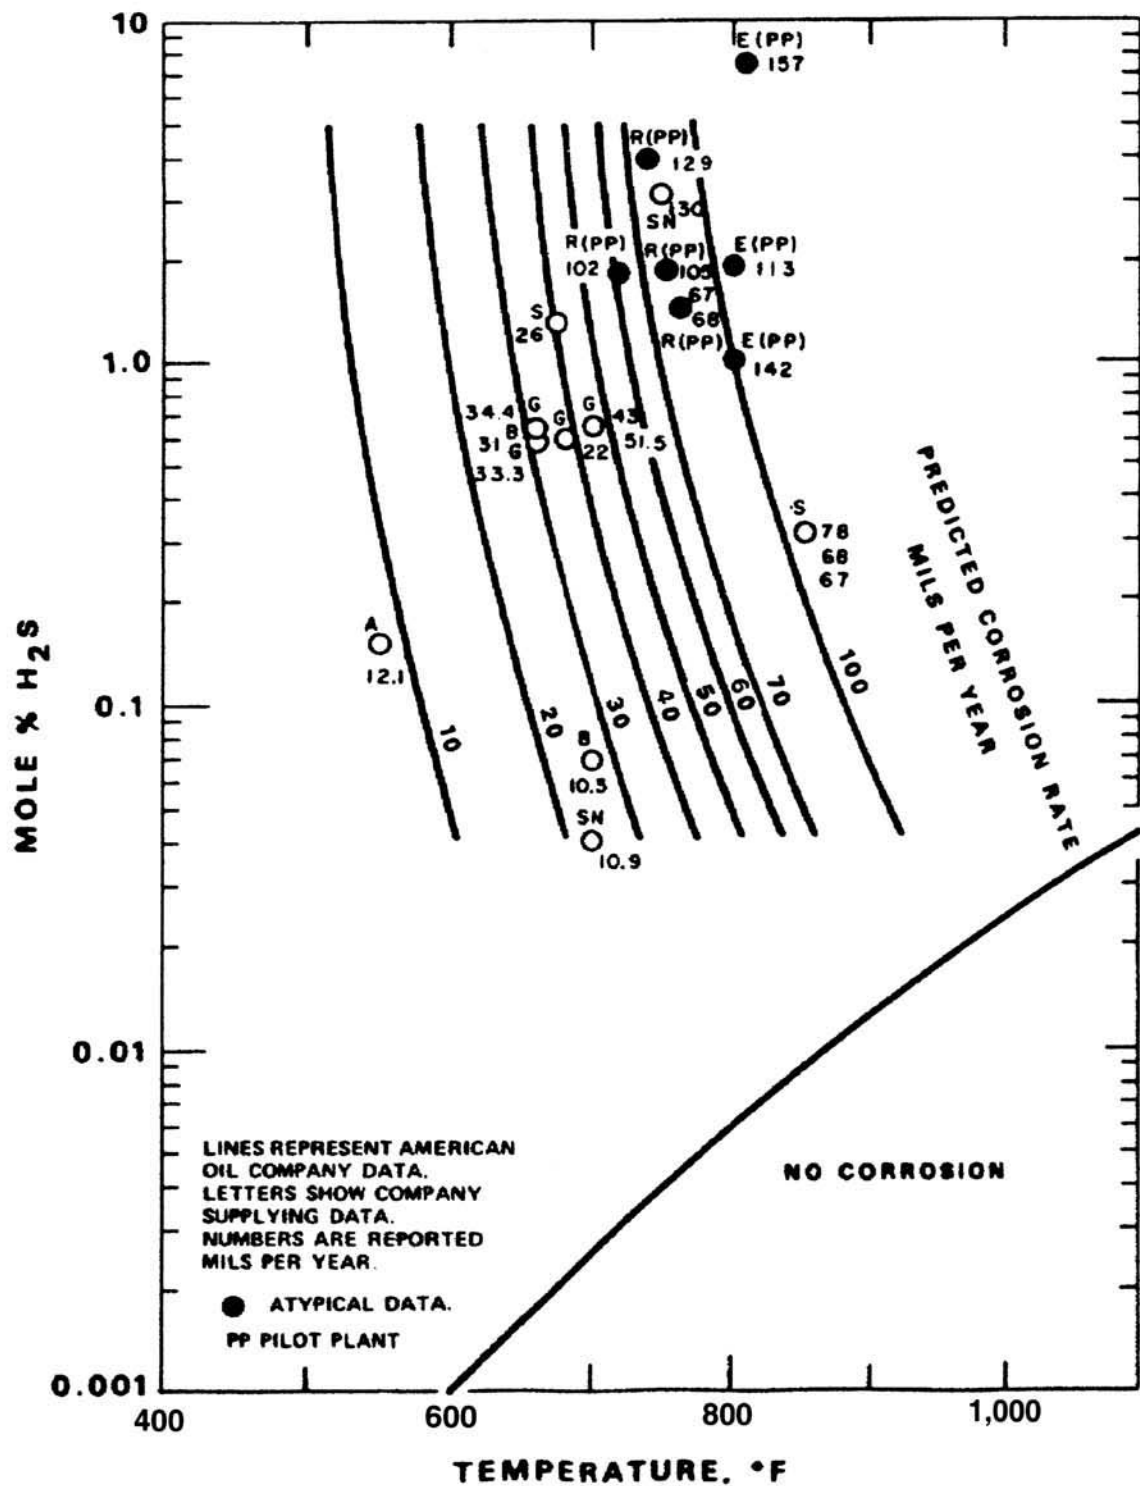 10
E (PP)
157
R(PP)
129
130
SN
R(PP)
102
R(PP)
105
67
68
R(PP)
E(PP)
113
E(PP)
142
S
26
1.0
34.4
G
B
31
G
33.3
G
G
22
43
51.5
S
78
68
67
A
12.1
B
10.3
SN
10.9
10
20
30
40
50
60
70
100
PREDICTED CORROSION RATE
MILS PER YEAR
MOLE % H₂S
0.1
0.01
0.001
LINES REPRESENT AMERICAN
OIL COMPANY DATA.
LETTERS SHOW COMPANY
SUPPLYING DATA.
NUMBERS ARE REPORTED
MILS PER YEAR.
ATYPICAL DATA.
PP PILOT PLANT
NO CORROSION
400
600
800
1,000
TEMPERATURE, °F